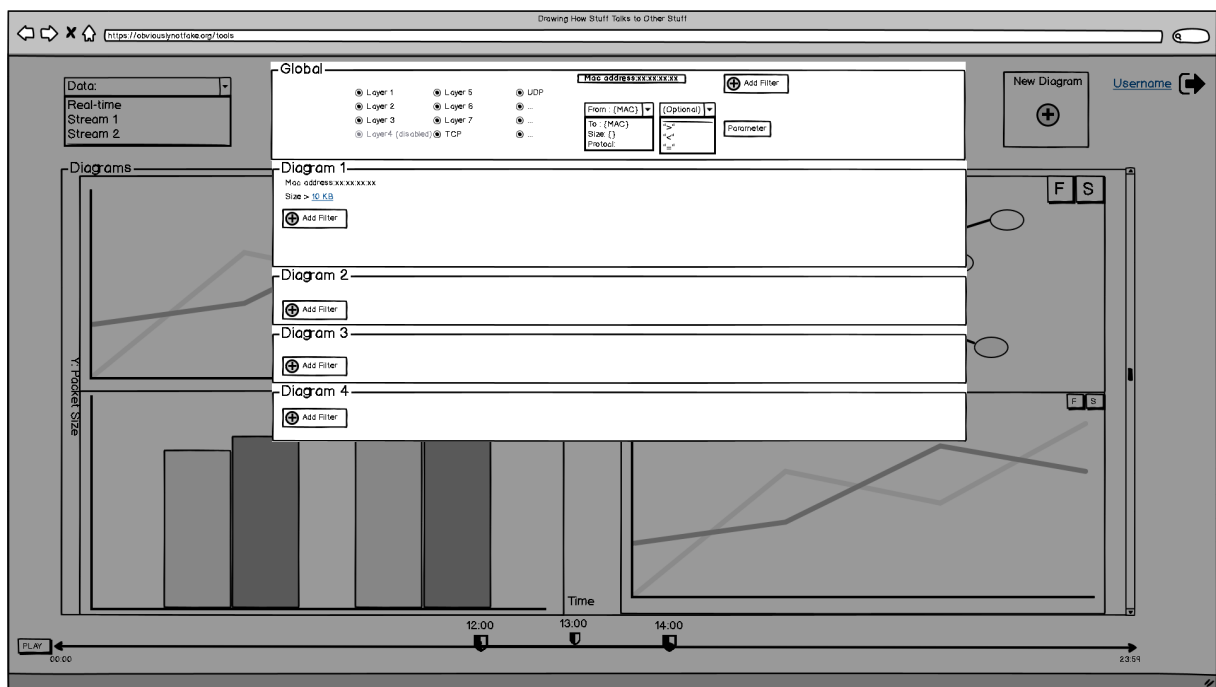 Drawing How Stuff Talks to Other Stuff
https://obviouslynotfake.org/tools
Data:
Real-time
Stream 1
Stream 2
Global
Layer 1
Layer 2
Layer 3
Layer4 (disabled)
Layer 5
Layer 6
Layer 7
TCP
UDP
...
...
...
Mac address:xx:xx:xx:xx
Add Filter
From : {MAC}
To : {MAC}
Size: {}
Protocl:
(Optional)
">"
"<"
"="
Parameter
New Diagram
Username
Diagrams
Diagram 1
Mac address:xx:xx:xx:xx
Size > 10 KB
Add Filter
F S
Diagram 2
Add Filter
Diagram 3
Add Filter
Diagram 4
Add Filter
F S
Y: Packet Size
Time
12:00
13:00
14:00
PLAY
00:00
23:59